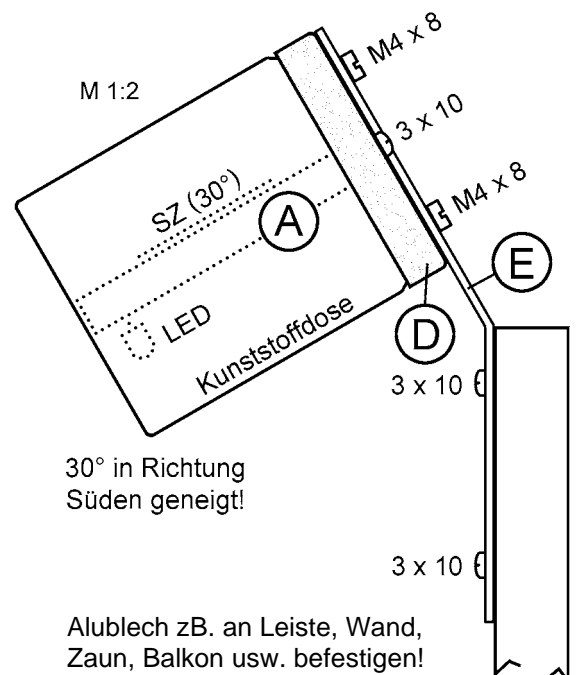 M4 x 8
M 1:2
3 x 10
SZ (30°)
M4 x 8
A
E
LED
D
Kunststoffdose
3 x 10
30° in Richtung
Süden geneigt!
3 x 10
Alublech zB. an Leiste, Wand,
Zaun, Balkon usw. befestigen!